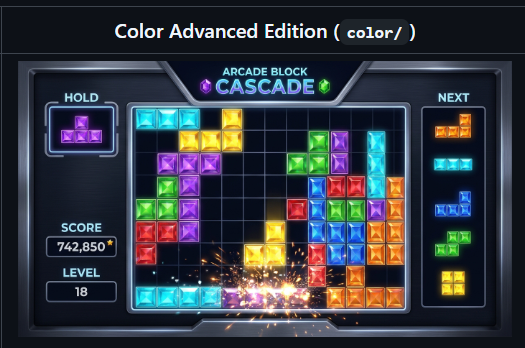 Color Advanced Edition (color/)
ARCADE BLOCK
CASCADE
HOLD
NEXT
SCORE
742,850
LEVEL
18